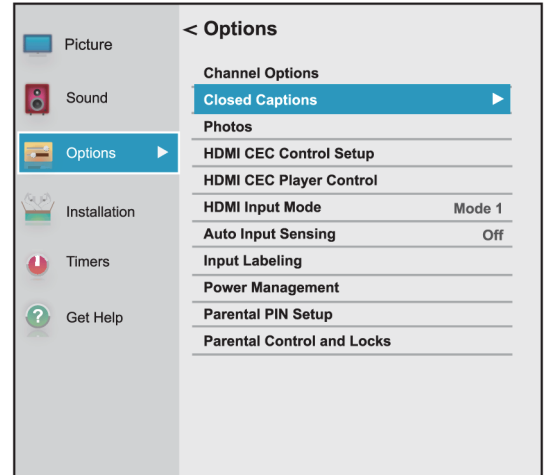 Picture
Sound
Options
Installation
Timers
? Get Help
< Options
Channel Options
Closed Captions
Photos
HDMI CEC Control Setup
HDMI CEC Player Control
HDMI Input Mode Mode 1
Auto Input Sensing Off
Input Labeling
Power Management
Parental PIN Setup
Parental Control and Locks